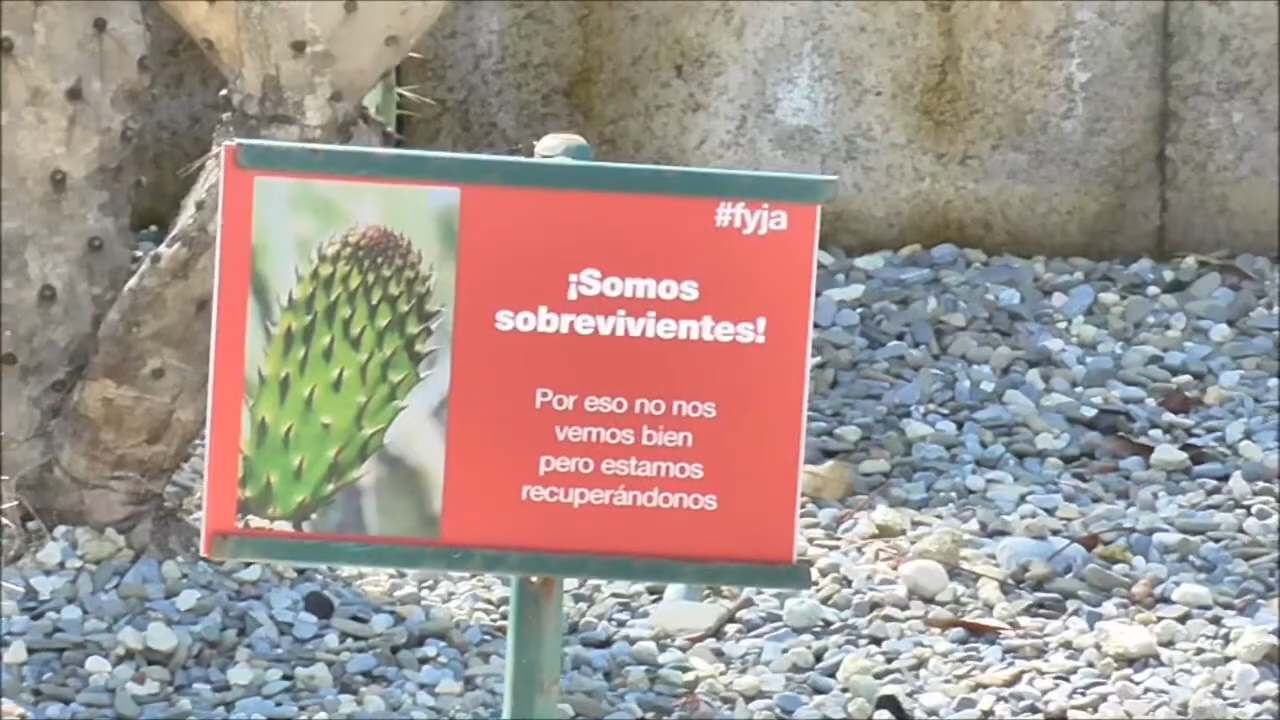 #fyja
¡Somos
sobrevivientes!
Por eso no nos
vemos bien
pero estamos
recuperándonos